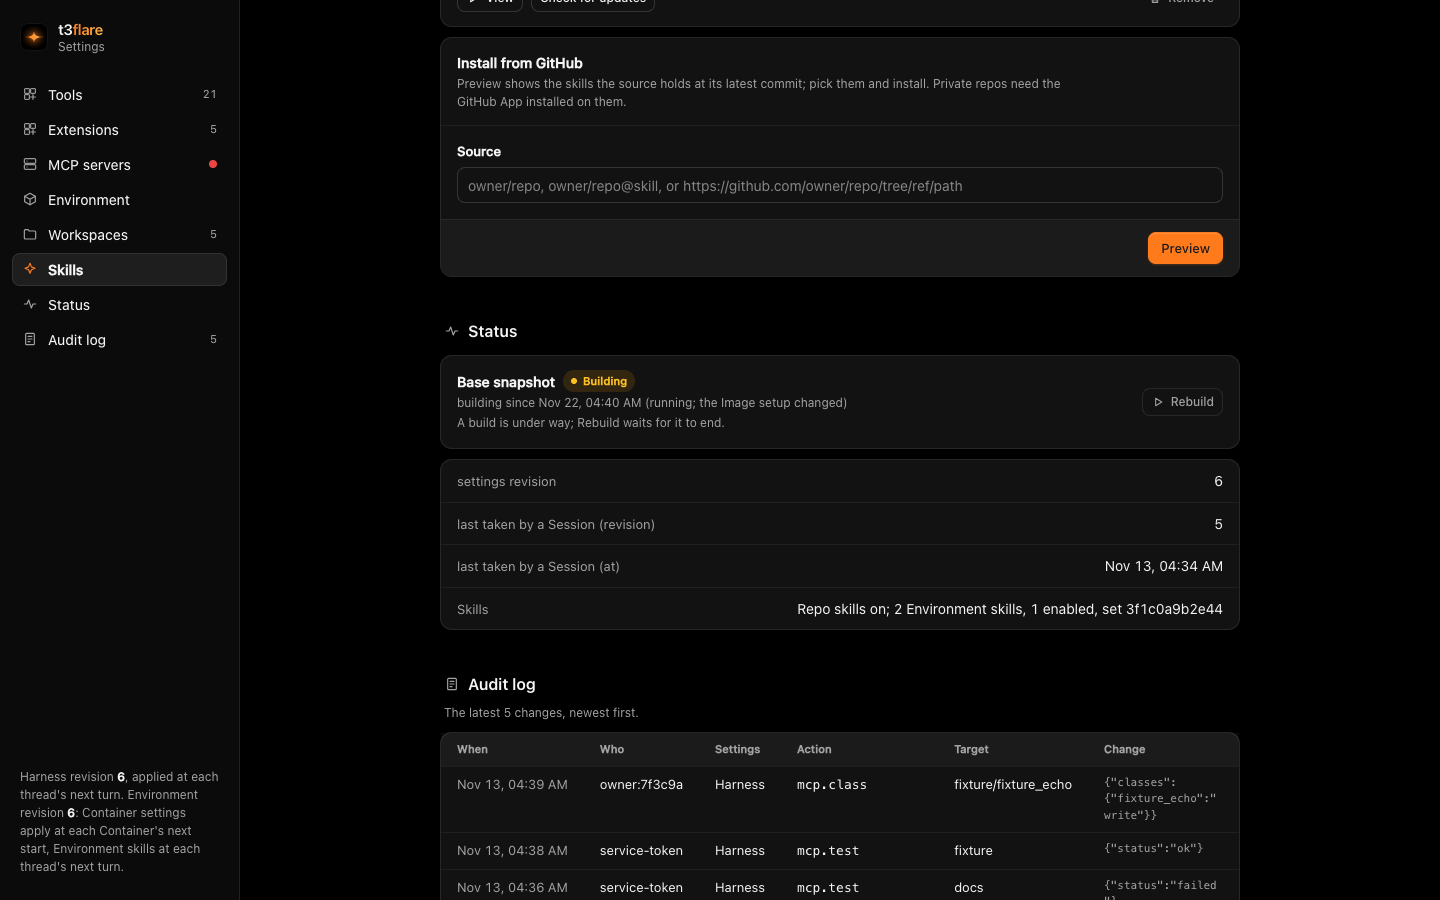 t3flare
Settings
Tools 21
Extensions 5
MCP servers
Environment
Workspaces 5
Skills
Status
Audit log 5
Harness revision 6, applied at each
thread's next turn. Environment
revision 6: Container settings
apply at each Container's next
start, Environment skills at each
thread's next turn.
View Check for updates Remove
Install from GitHub
Preview shows the skills the source holds at its latest commit; pick them and install. Private repos need the
GitHub App installed on them.
Source
owner/repo, owner/repo@skill, or https://github.com/owner/repo/tree/ref/path
Preview
Status
Base snapshot Building
building since Nov 22, 04:40 AM (running; the Image setup changed)
A build is under way; Rebuild waits for it to end.
Rebuild
settings revision 6
last taken by a Session (revision) 5
last taken by a Session (at) Nov 13, 04:34 AM
Skills Repo skills on; 2 Environment skills, 1 enabled, set 3f1c0a9b2e44
Audit log
The latest 5 changes, newest first.
When Who Settings Action Target Change
Nov 13, 04:39 AM owner:7f3c9a Harness mcp.class fixture/fixture_echo {"classes":
{"fixture_echo":"
write"}}
Nov 13, 04:38 AM service-token Harness mcp.test fixture {"status":"ok"}
Nov 13, 04:36 AM service-token Harness mcp.test docs {"status":"failed
"}